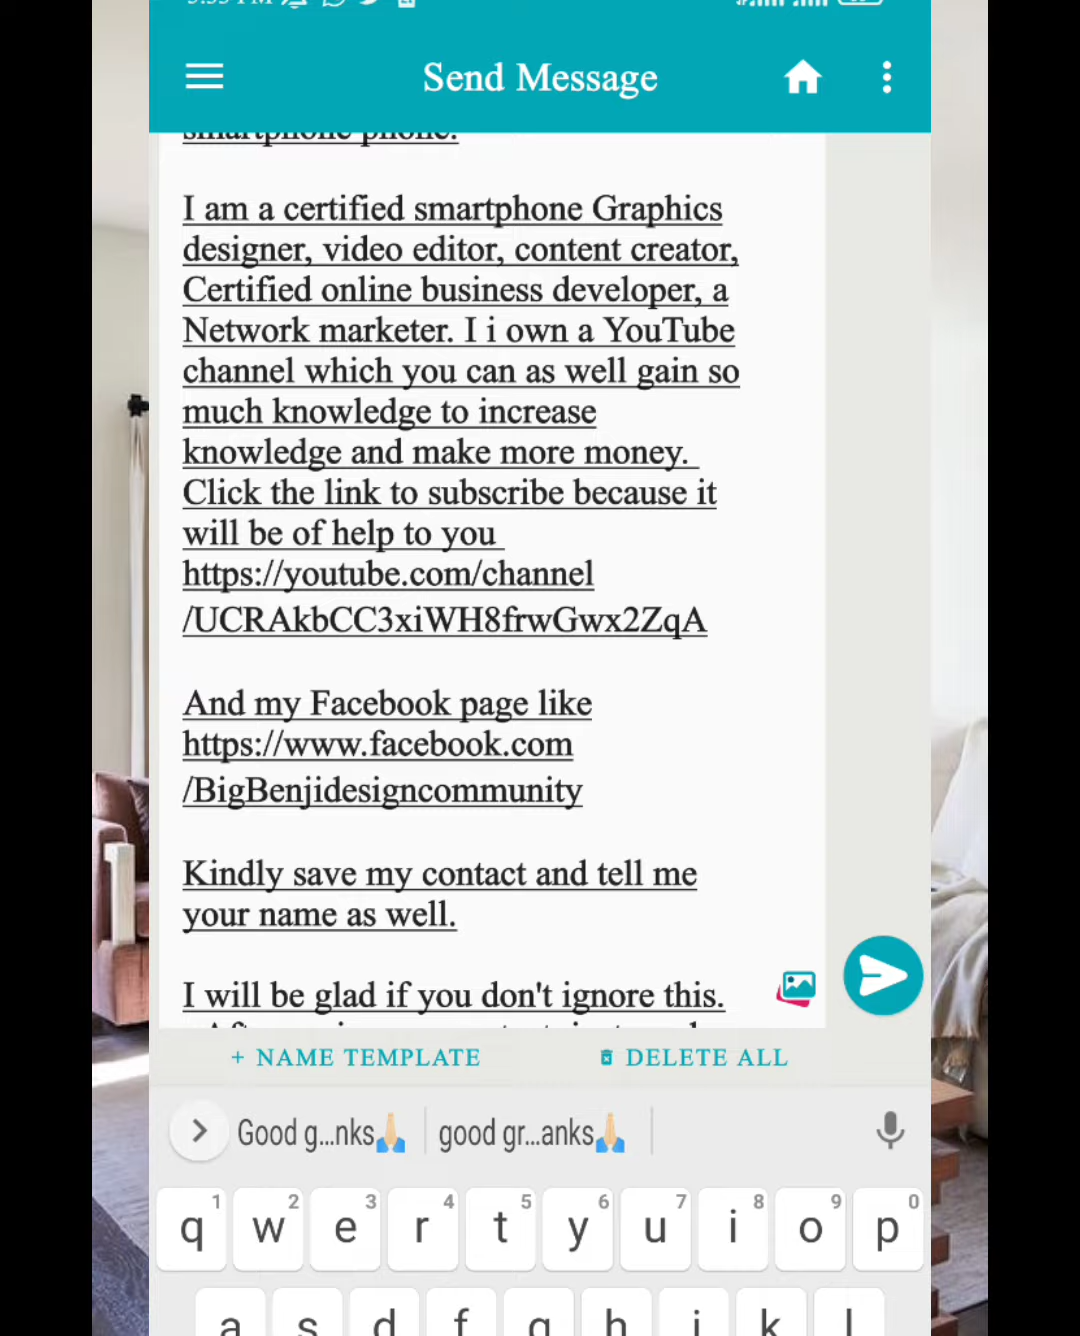 Send Message
smartphone phone.
I am a certified smartphone Graphics
designer, video editor, content creator,
Certified online business developer, a
Network marketer. I i own a YouTube
channel which you can as well gain so
much knowledge to increase
knowledge and make more money.
Click the link to subscribe because it
will be of help to you
https://youtube.com/channel
/UCRAkbCC3xiWH8frwGwx2ZqA
And my Facebook page like
https://www.facebook.com
/BigBenjidesigncommunity
Kindly save my contact and tell me
your name as well.
I will be glad if you don't ignore this.
+ NAME TEMPLATE DELETE ALL
Good g...nks🙏🏼 good gr...anks🙏🏼
1 2 3 4 5 6 7 8 9 0
q w e r t y u i o p
a s d f g h j k l